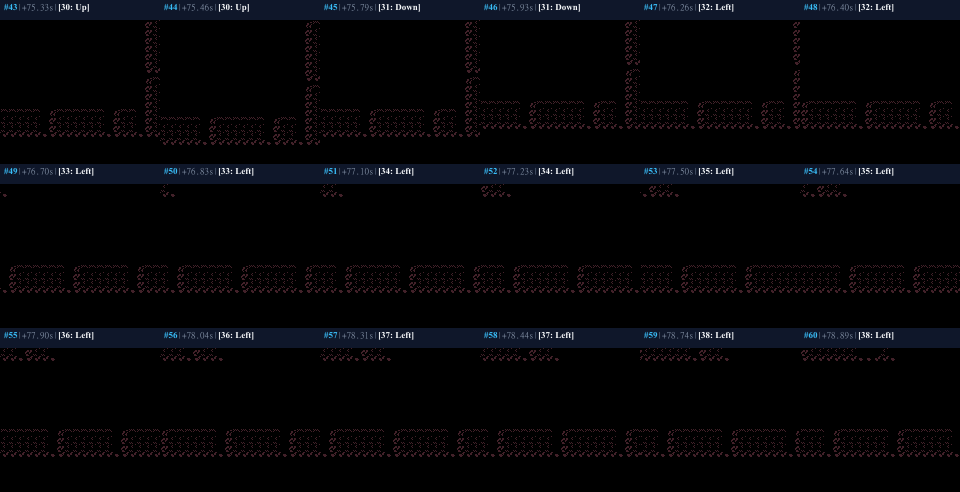 #43|+75.33s|[30: Up] #44|+75.46s|[30: Up] #45|+75.79s|[31: Down] #46|+75.93s|[31: Down] #47|+76.26s|[32: Left] #48|+76.40s|[32: Left]
#49|+76.70s|[33: Left] #50|+76.83s|[33: Left] #51|+77.10s|[34: Left] #52|+77.23s|[34: Left] #53|+77.50s|[35: Left] #54|+77.64s|[35: Left]
#55|+77.90s|[36: Left] #56|+78.04s|[36: Left] #57|+78.31s|[37: Left] #58|+78.44s|[37: Left] #59|+78.74s|[38: Left] #60|+78.89s|[38: Left]